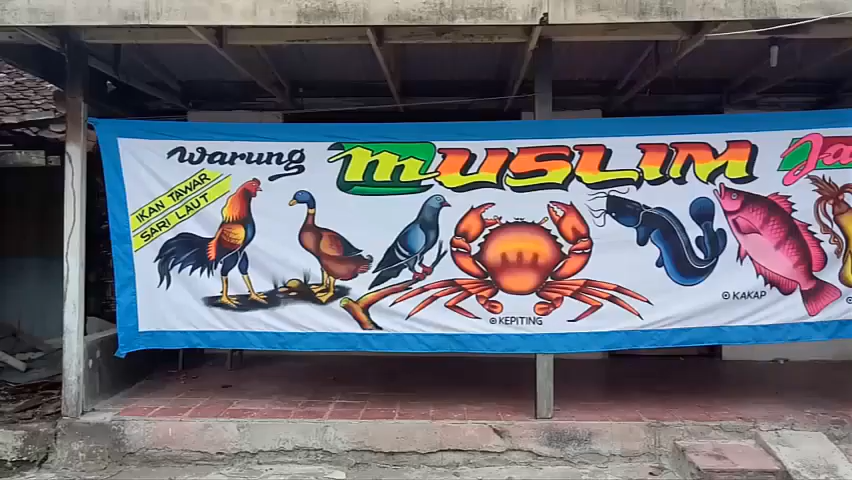 Warung MUSLIM Ja
IKAN TAWAR
SARI LAUT
KEPITING
KAKAP